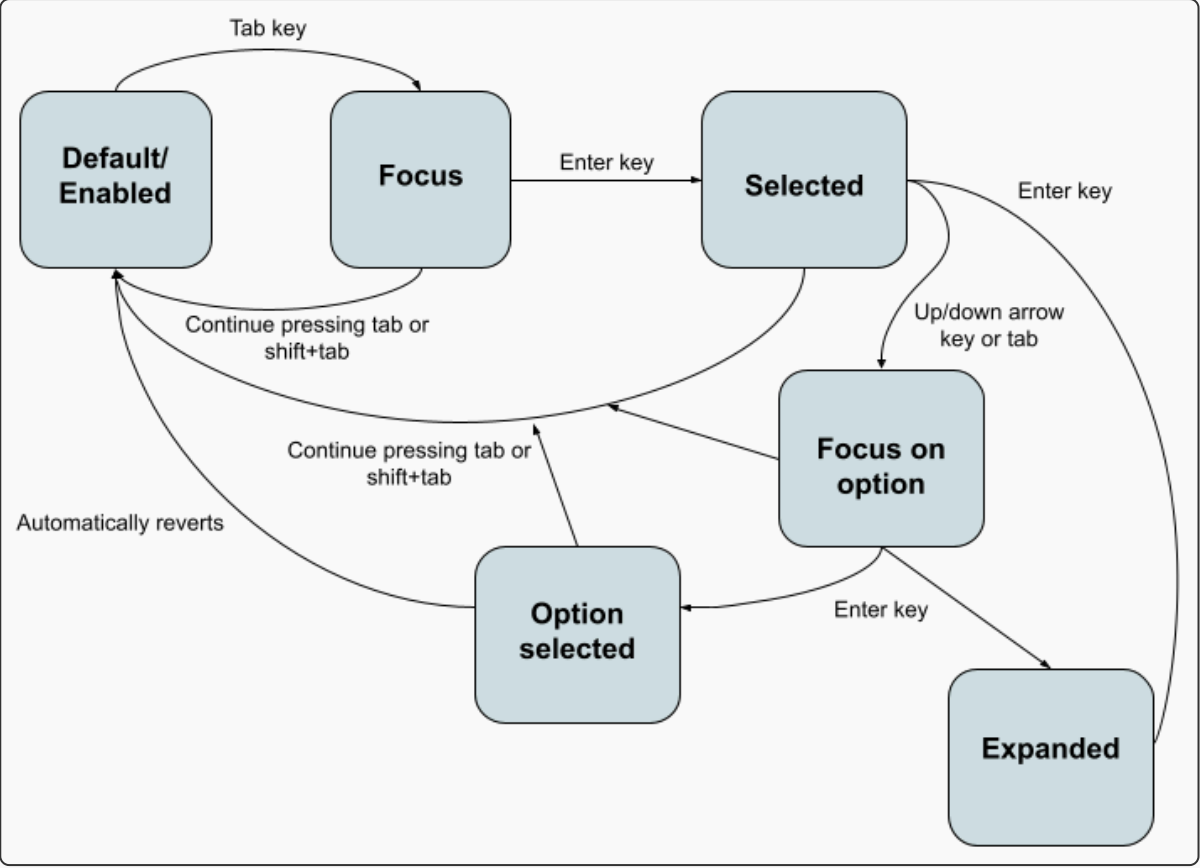 Tab key
Default/
Enabled
Focus
Enter key
Selected
Enter key
Continue pressing tab or
shift+tab
Up/down arrow
key or tab
Continue pressing tab or
shift+tab
Focus on
option
Automatically reverts
Option
selected
Enter key
Expanded